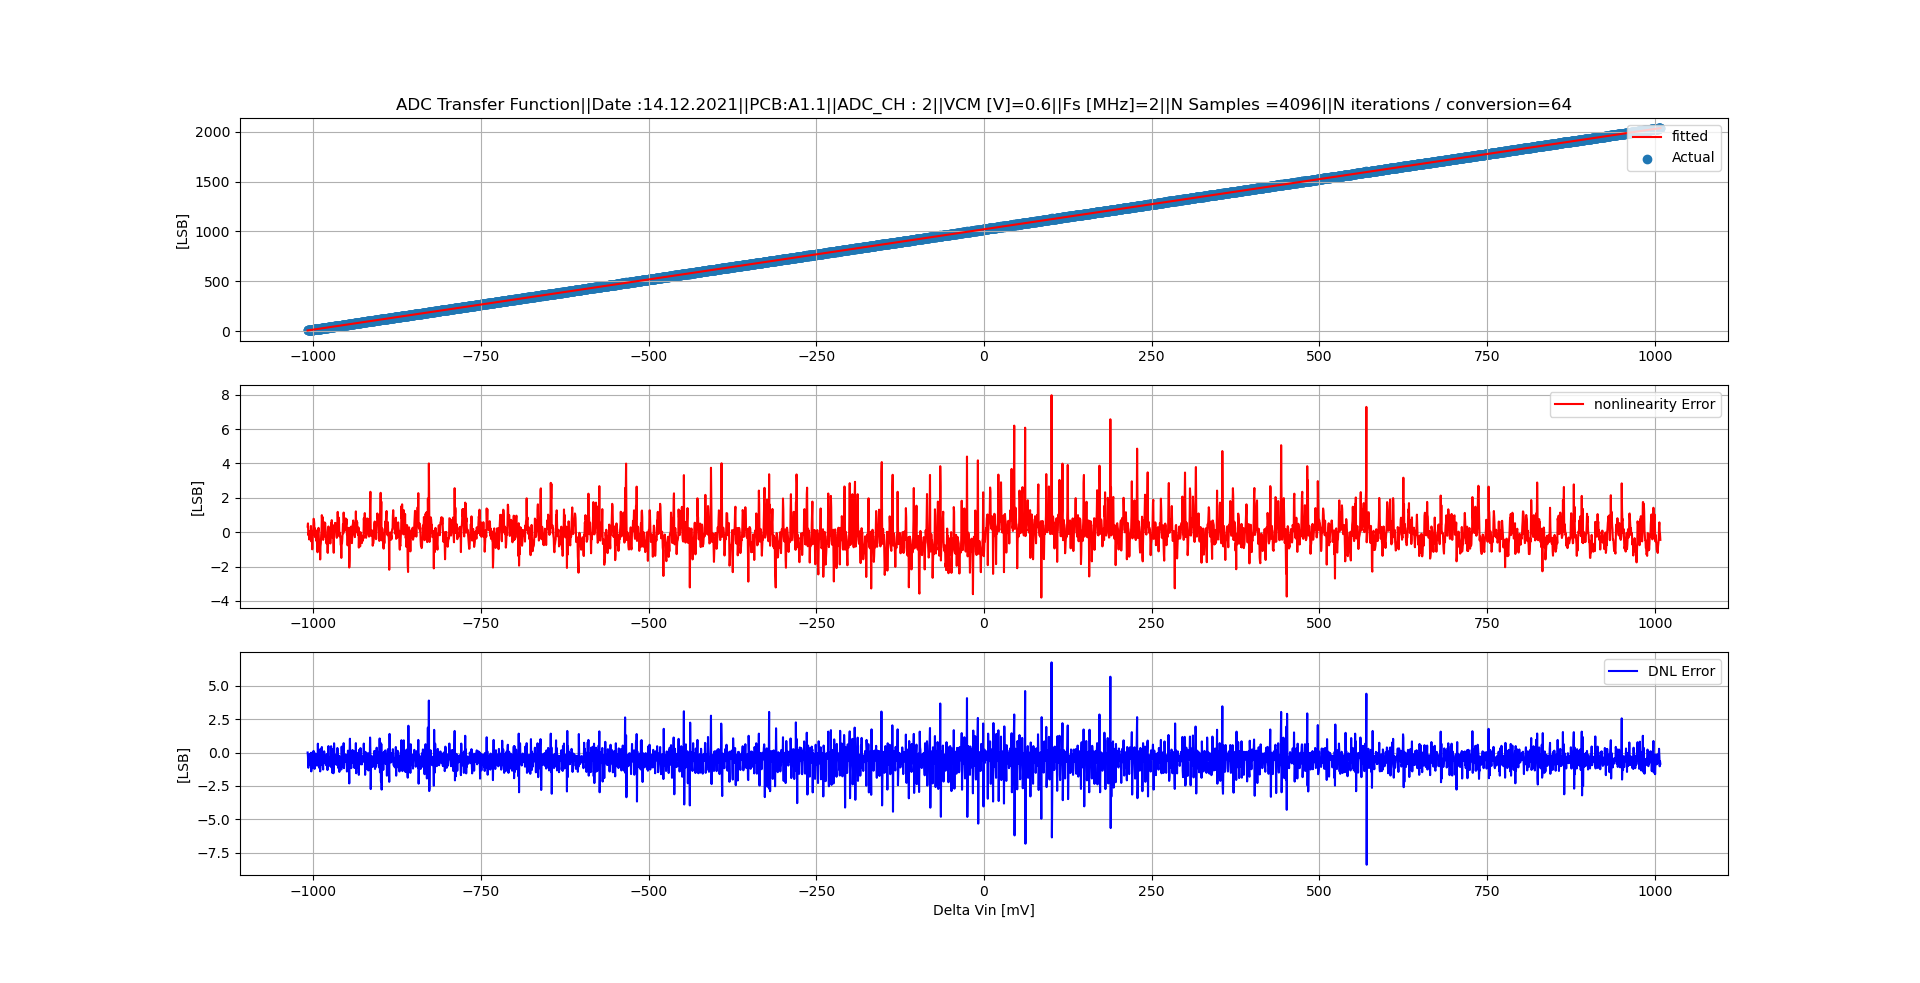 ADC Transfer Function||Date :14.12.2021||PCB:A1.1||ADC_CH : 2||VCM [V]=0.6||Fs [MHz]=2||N Samples =4096||N iterations / conversion=64
2000
1500
1000
500
0
[LSB]
fitted
Actual
−1000 −750 −500 −250 0 250 500 750 1000
8
6
4
2
0
−2
−4
[LSB]
nonlinearity Error
−1000 −750 −500 −250 0 250 500 750 1000
5.0
2.5
0.0
−2.5
−5.0
−7.5
[LSB]
DNL Error
−1000 −750 −500 −250 0 250 500 750 1000
Delta Vin [mV]